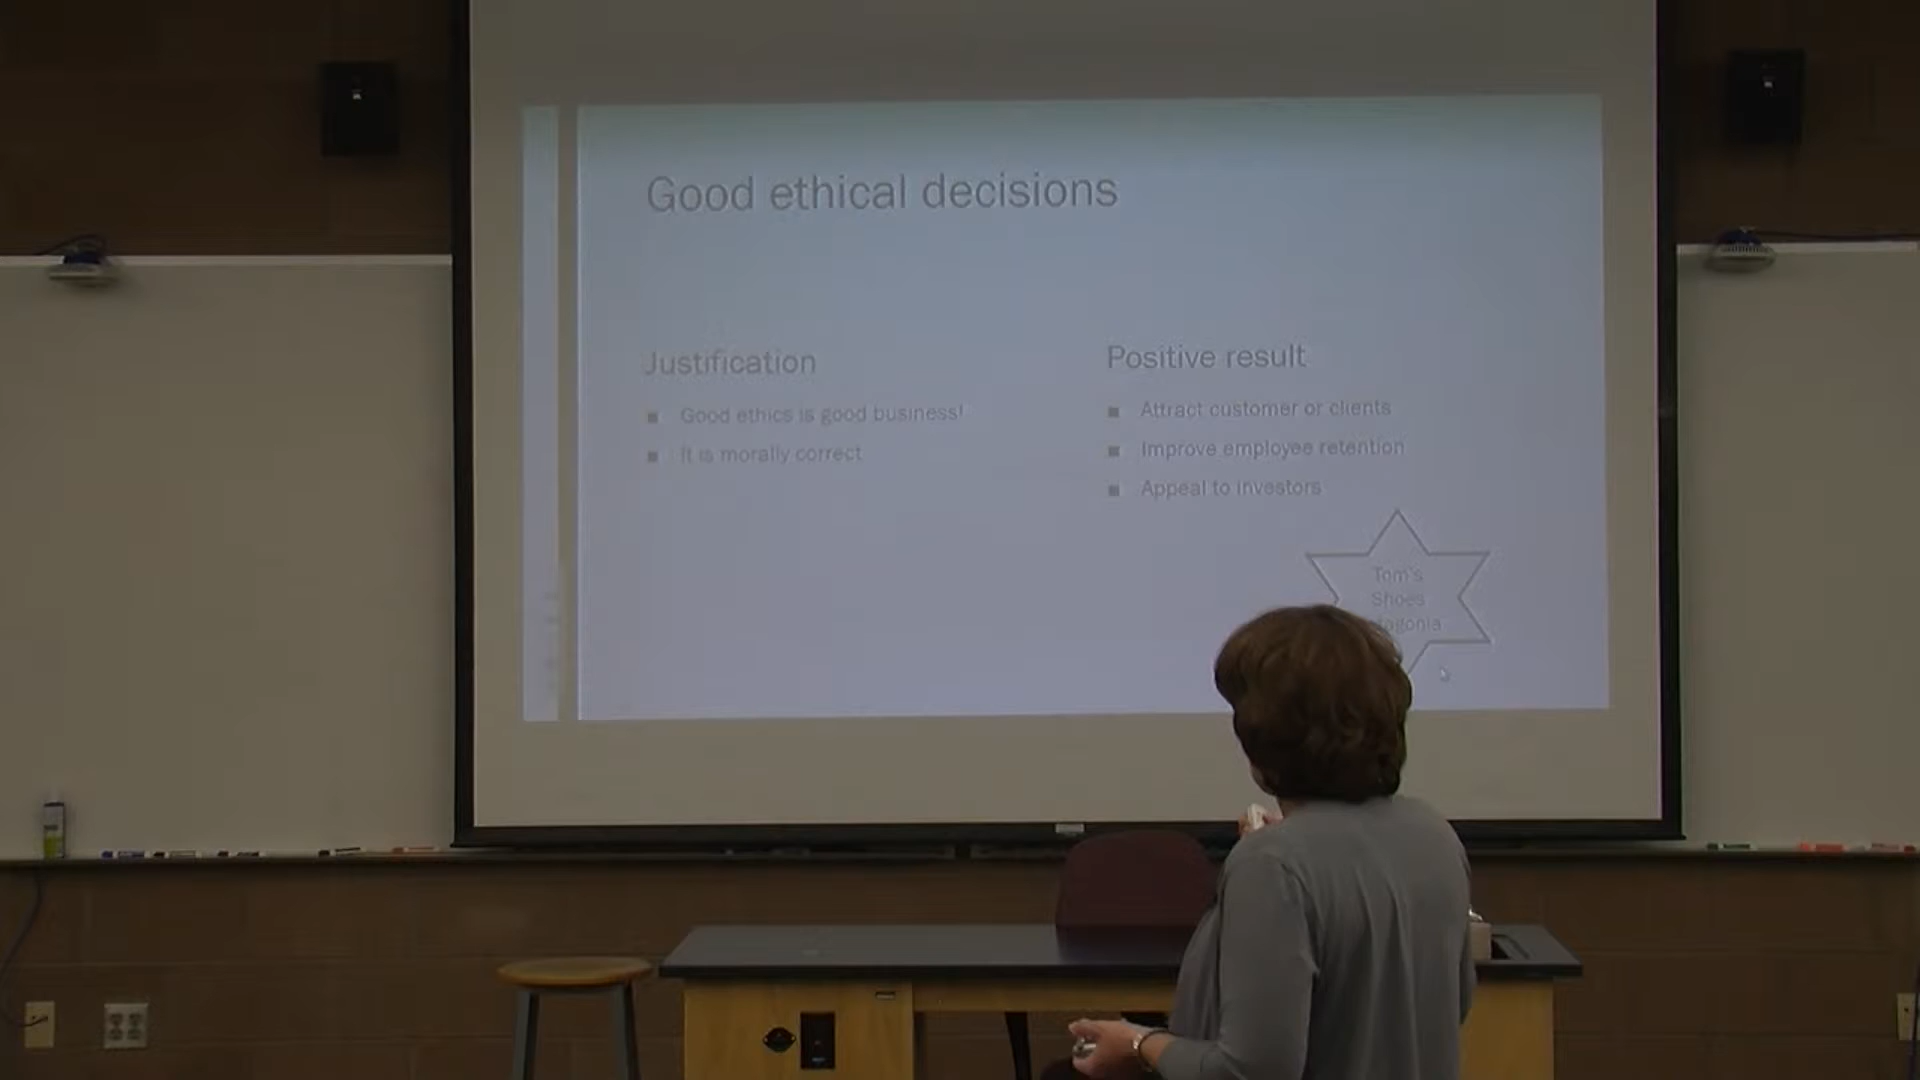 Good ethical decisions
Justification
Good ethics is good business!
It is morally correct
Positive result
Attract customer or clients
Improve employee retention
Appeal to investors
Tom's
Shoes